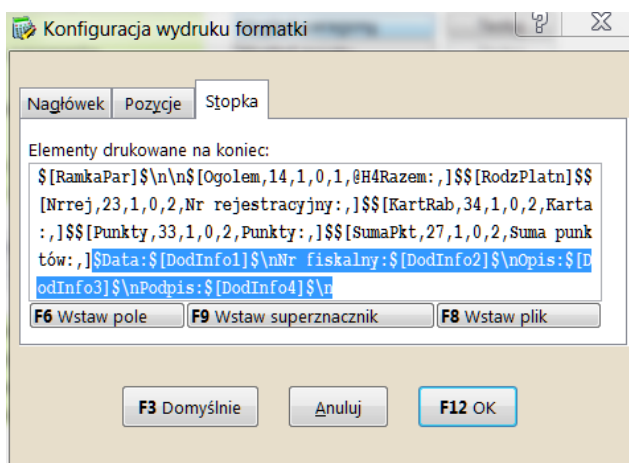 Konfiguracja wydruku formatki
Nagłówek Pozycje Stopka
Elementy drukowane na koniec:
$[RamkaPar]$\n\n$[Ogolem,14,1,0,1,@H4Razem:,]$$[RodzPlatn]$$
[Nrrej,23,1,0,2,Nr rejestracyjny:,]$$[KartRab,34,1,0,2,Karta
:,]$$[Punkty,33,1,0,2,Punkty:,]$$[SumaPkt,27,1,0,2,Suma punk
tów:,]$Data:$[DodInfo1]$\nNr fiskalny:$[DodInfo2]$\nOpis:$[D
odInfo3]$\nPodpis:$[DodInfo4]$\n
F6 Wstaw pole F9 Wstaw superznacznik F8 Wstaw plik
F3 Domyślnie Anuluj F12 OK